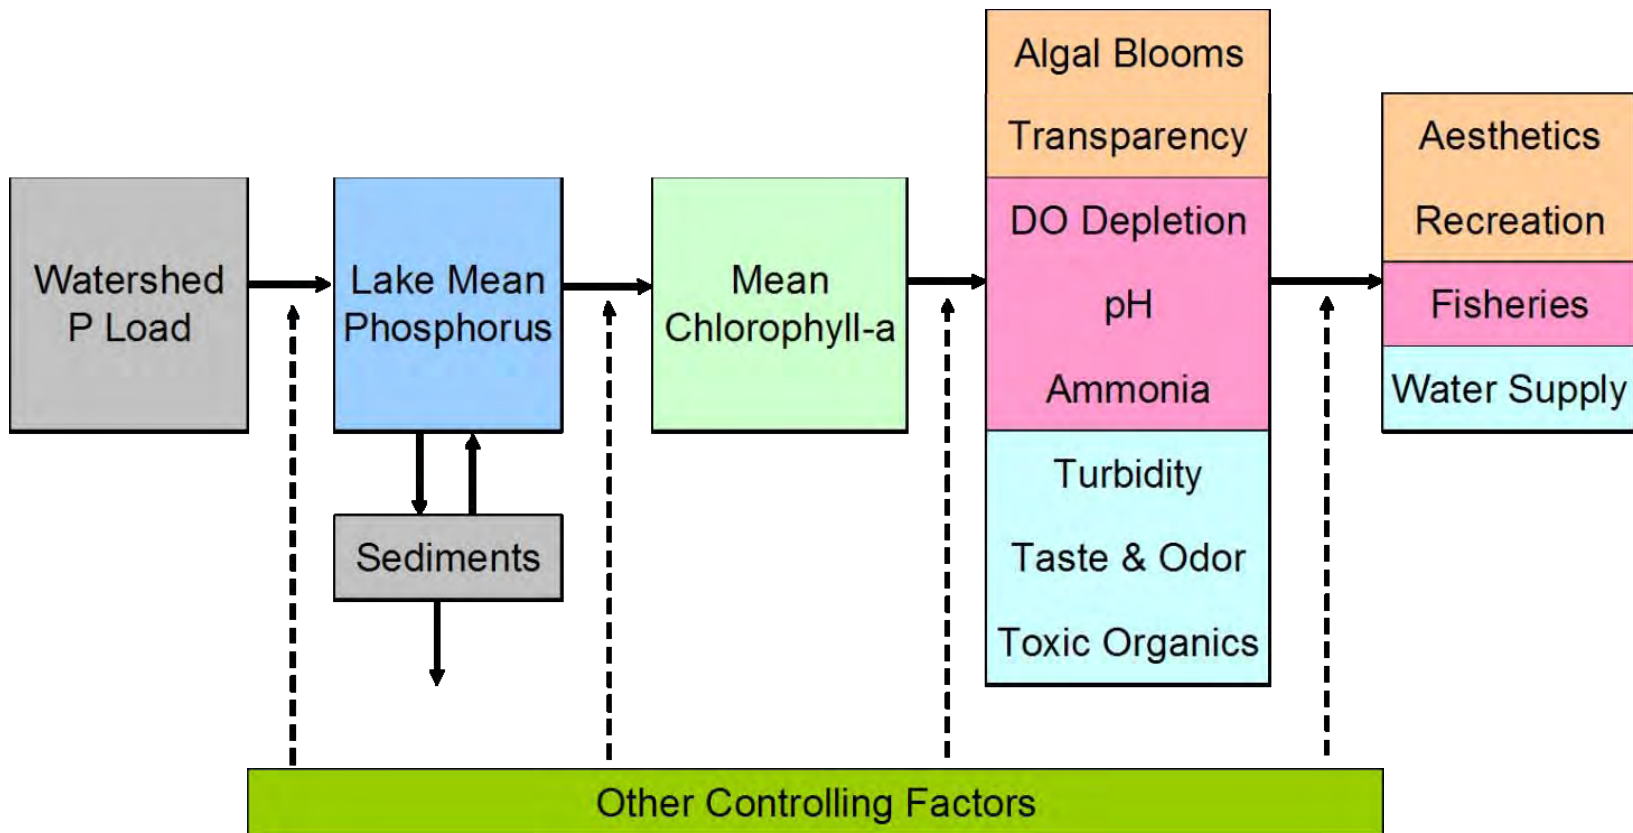 Watershed
P Load
Lake Mean
Phosphorus
Sediments
Mean
Chlorophyll-a
Algal Blooms
Transparency
DO Depletion
pH
Ammonia
Turbidity
Taste & Odor
Toxic Organics
Aesthetics
Recreation
Fisheries
Water Supply
Other Controlling Factors